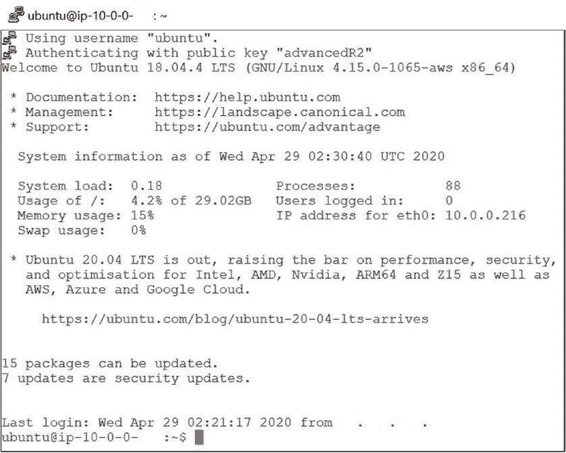 ubuntu@ip-10-0-0-     : ~
Using username "ubuntu".
Authenticating with public key "advancedR2"
Welcome to Ubuntu 18.04.4 LTS (GNU/Linux 4.15.0-1065-aws x86_64)
* Documentation:  https://help.ubuntu.com
* Management:     https://landscape.canonical.com
* Support:        https://ubuntu.com/advantage
System information as of Wed Apr 29 02:30:40 UTC 2020
System load:  0.18              Processes:           88
Usage of /:   4.2% of 29.02GB   Users logged in:     0
Memory usage: 15%               IP address for eth0: 10.0.0.216
Swap usage:   0%
* Ubuntu 20.04 LTS is out, raising the bar on performance, security,
and optimisation for Intel, AMD, Nvidia, ARM64 and Z15 as well as
AWS, Azure and Google Cloud.
https://ubuntu.com/blog/ubuntu-20-04-lts-arrives
15 packages can be updated.
7 updates are security updates.
Last login: Wed Apr 29 02:21:17 2020 from    .   .   .
ubuntu@ip-10-0-0-   :~$